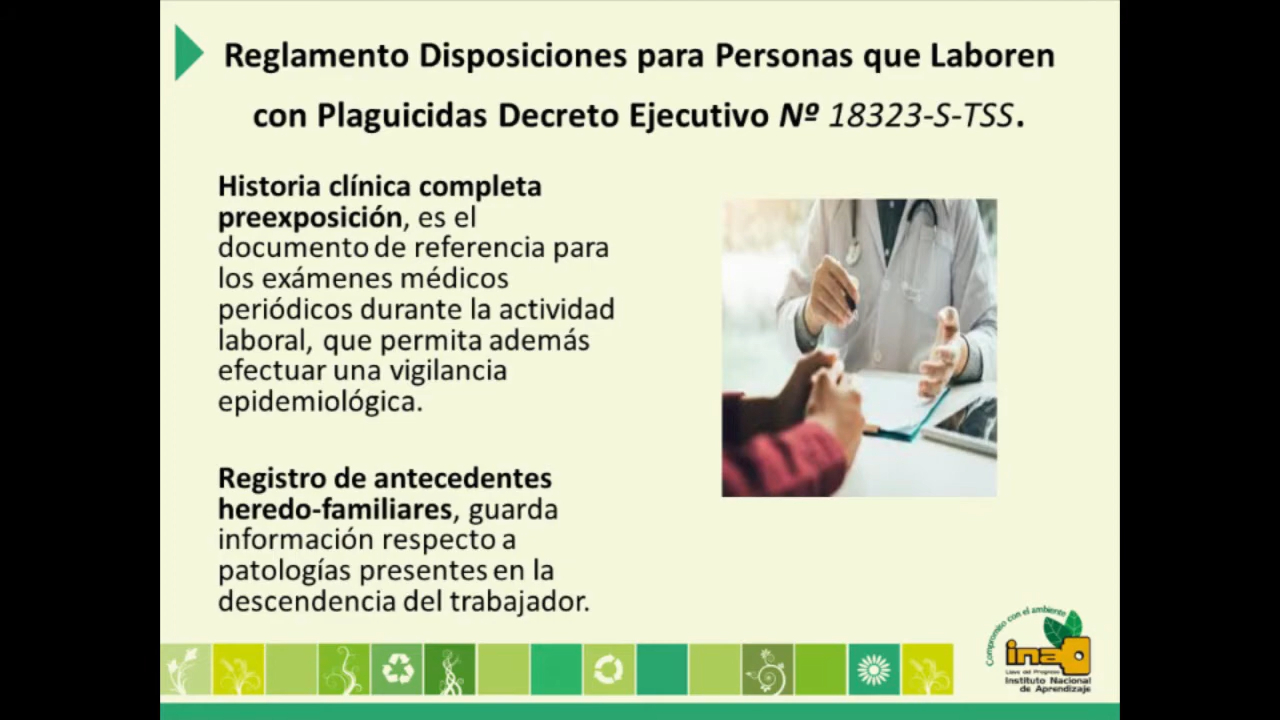 Reglamento Disposiciones para Personas que Laboren
con Plaguicidas Decreto Ejecutivo Nº 18323-S-TSS.
Historia clínica completa
preexposición, es el
documento de referencia para
los exámenes médicos
periódicos durante la actividad
laboral, que permita además
efectuar una vigilancia
epidemiológica.
Registro de antecedentes
heredo-familiares, guarda
información respecto a
patologías presentes en la
descendencia del trabajador.
Compromiso con el ambiente
ina
Llave del Progreso
Instituto Nacional
de Aprendizaje